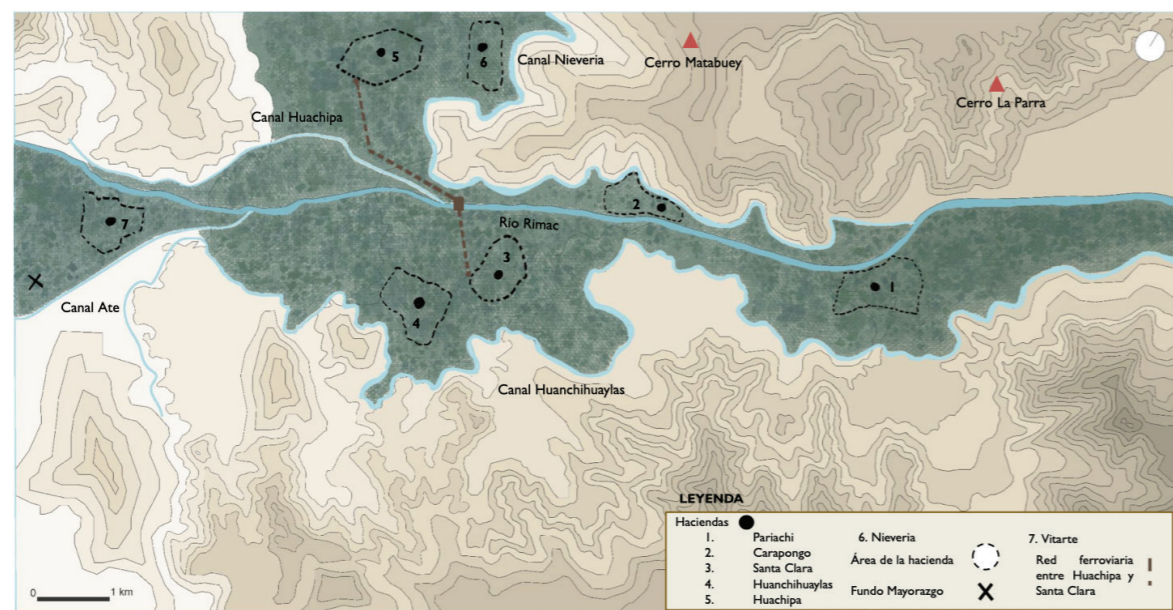 5
6
Canal Nieveria
Cerro Matabuey
Cerro La Parra
Canal Huachipa
2
7
Río Rimac
3
1
4
Canal Ate
Canal Huanchihuaylas
0 1 km
LEYENDA
Haciendas
1. Pariachi
2. Carapongo
3. Santa Clara
4. Huanchihuaylas
5. Huachipa
6. Nievería
Área de la hacienda
Fundo Mayorazgo
7. Vitarte
Red ferroviaria
entre Huachipa y
Santa Clara